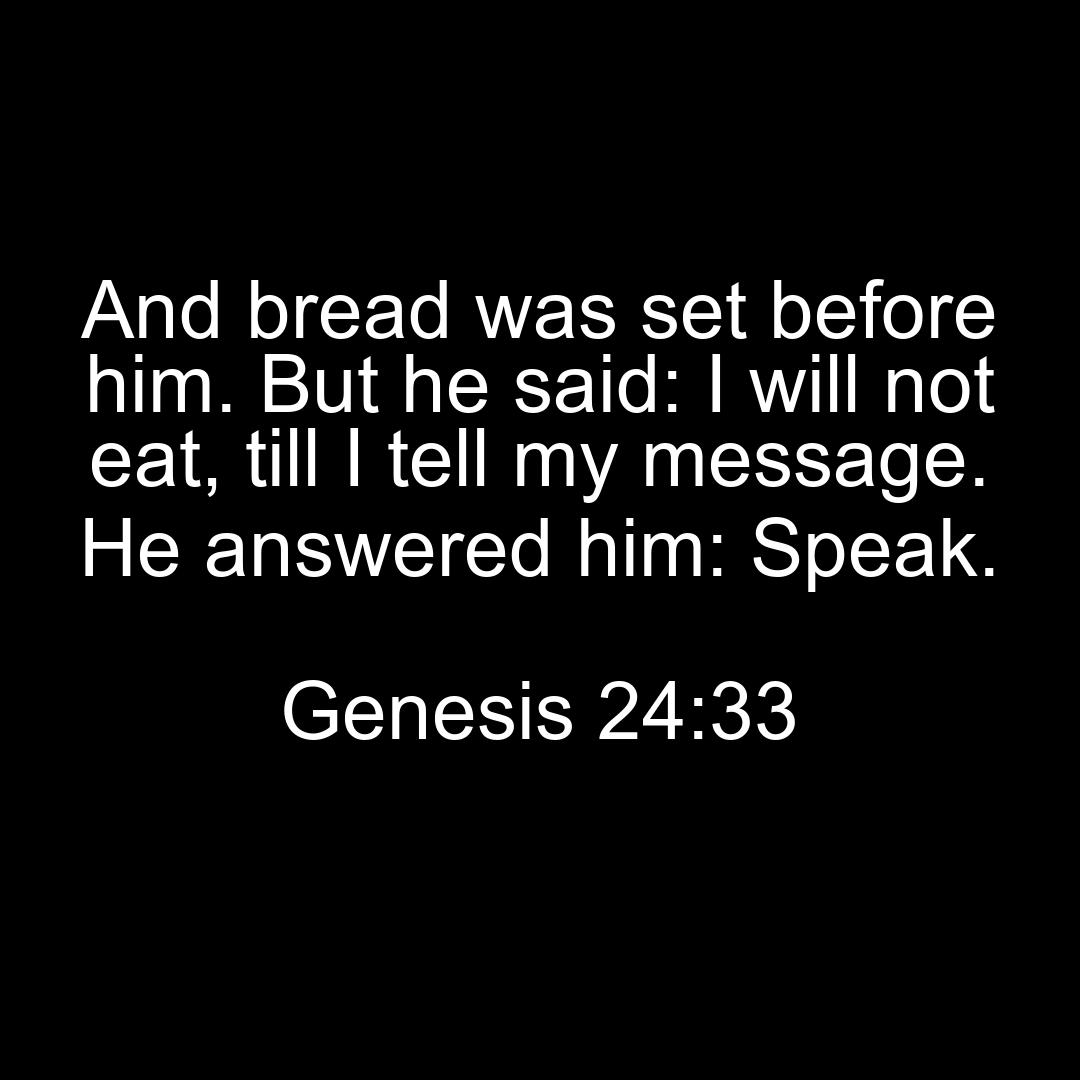 And bread was set before
him. But he said: I will not
eat, till I tell my message.
He answered him: Speak.
Genesis 24:33